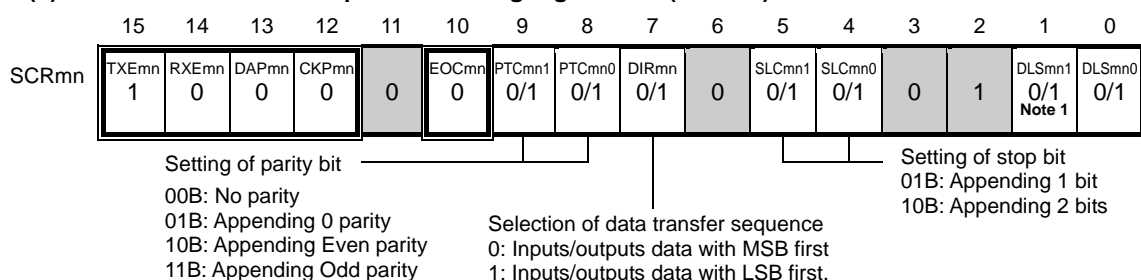 15 14 13 12 11 10 9 8 7 6 5 4 3 2 1 0
SCRmn
TXEmn RXEmn DAPmn CKPmn EOCmn PTCmn1 PTCmn0 DIRmn SLCmn1 SLCmn0 DLSmn1 DLSmn0
1 0 0 0 0 0 0/1 0/1 0/1 0 0/1 0/1 0 1 0/1 0/1
Note 1
Setting of parity bit
00B: No parity
01B: Appending 0 parity
10B: Appending Even parity
11B: Appending Odd parity
Selection of data transfer sequence
0: Inputs/outputs data with MSB first
1: Inputs/outputs data with LSB first.
Setting of stop bit
01B: Appending 1 bit
10B: Appending 2 bits